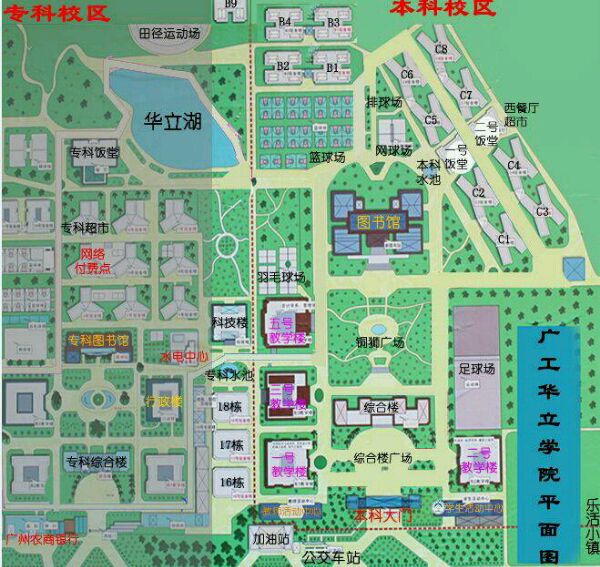 专科校区
本科校区
B9
田径运动场
B4
B3
B2
B1
C8
C6
C7
C5
排球场
西餐厅
超市
二号
饭堂
华立湖
专科饭堂
篮球场
网球场
一号
饭堂
本科
水池
C4
C2
C3
C1
图书馆
专科超市
网络
付费点
羽毛球场
科技楼
五号
教学楼
铜狮广场
专科图书馆
水电中心
足球场
广工华立学院平面图
专科水池
三号
教学楼
行政楼
18栋
综合楼
17栋
一号
教学楼
综合楼广场
二号
教学楼
专科综合楼
16栋
教师活动中心
本科大门
学生活动中心
乐活小镇
广州农商银行
加油站
公交车站